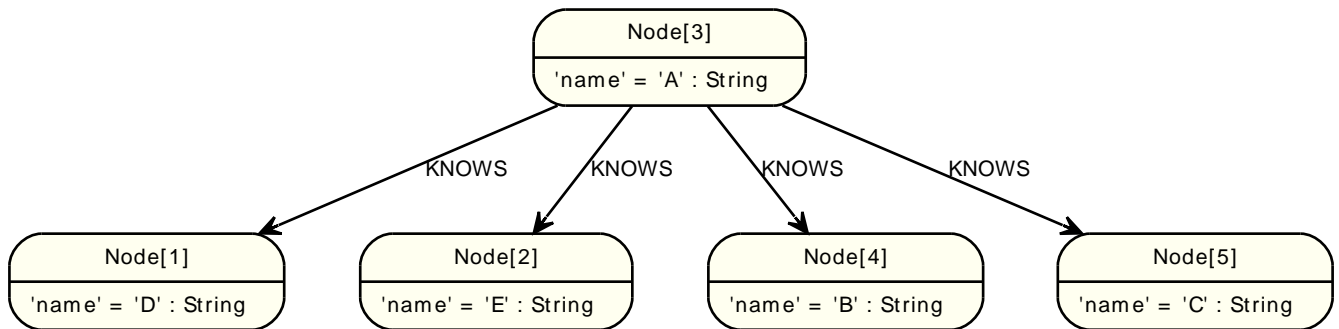 Node[3]
'name' = 'A' : String
KNOWS KNOWS KNOWS KNOWS
Node[1] Node[2] Node[4] Node[5]
'name' = 'D' : String 'name' = 'E' : String 'name' = 'B' : String 'name' = 'C' : String